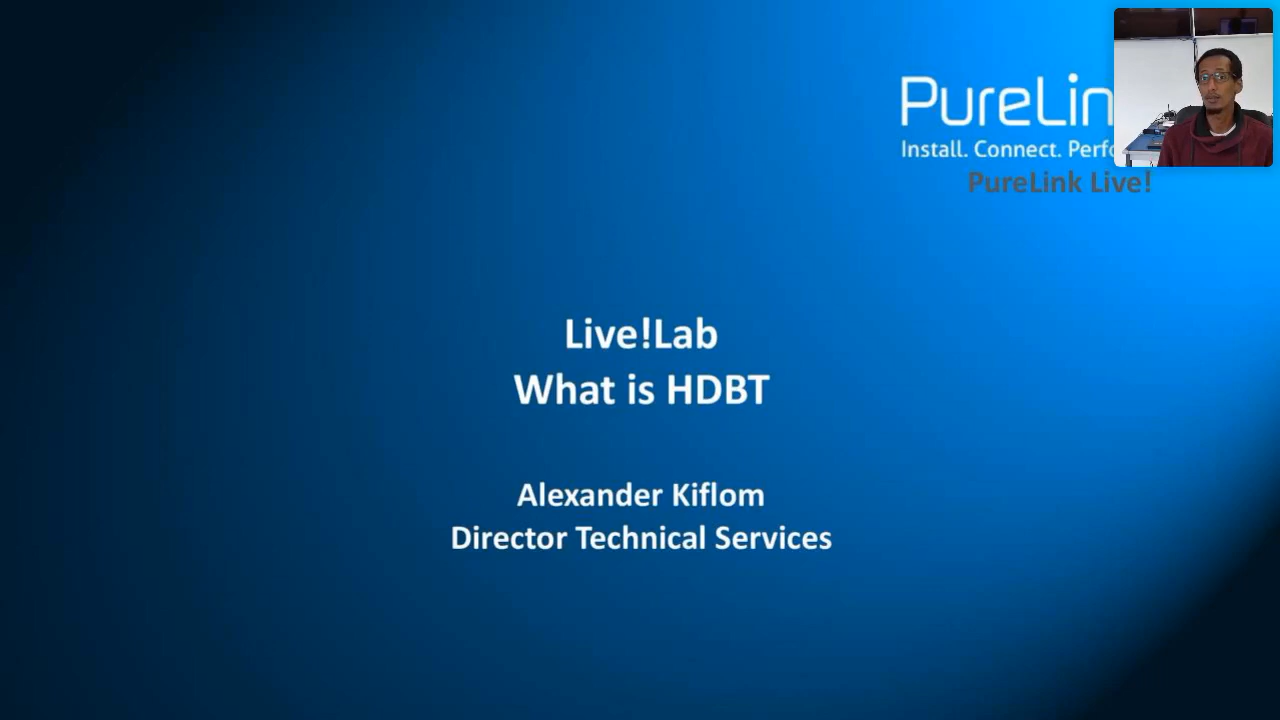 PureLin
Install. Connect. Perfo
PureLink Live!
Live!Lab
What is HDBT
Alexander Kiflom
Director Technical Services